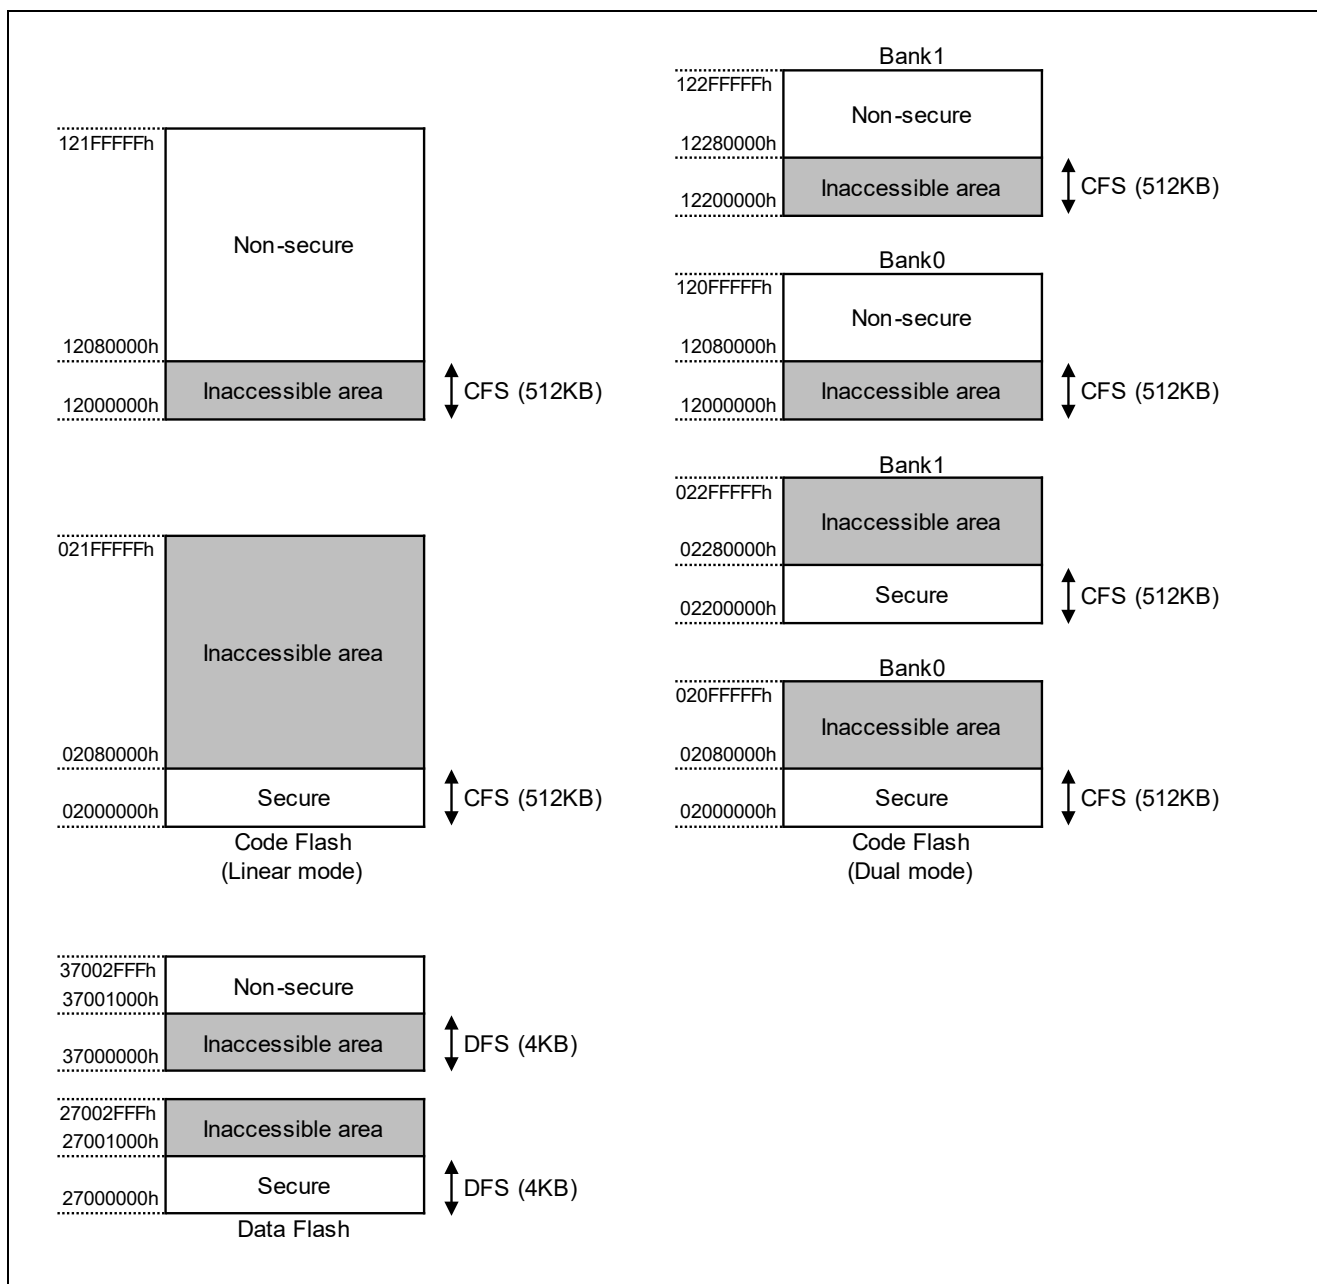 121FFFFFh
Non-secure
12080000h
Inaccessible area
12000000h
CFS (512KB)
021FFFFFh
Inaccessible area
02080000h
Secure
02000000h
CFS (512KB)
Code Flash
(Linear mode)
Bank1
122FFFFFh
Non-secure
12280000h
Inaccessible area
12200000h
CFS (512KB)
Bank0
120FFFFFh
Non-secure
12080000h
Inaccessible area
12000000h
CFS (512KB)
Bank1
022FFFFFh
Inaccessible area
02280000h
Secure
02200000h
CFS (512KB)
Bank0
020FFFFFh
Inaccessible area
02080000h
Secure
02000000h
CFS (512KB)
Code Flash
(Dual mode)
37002FFFh
Non-secure
37001000h
Inaccessible area
37000000h
DFS (4KB)
27002FFFh
Inaccessible area
27001000h
Secure
27000000h
DFS (4KB)
Data Flash